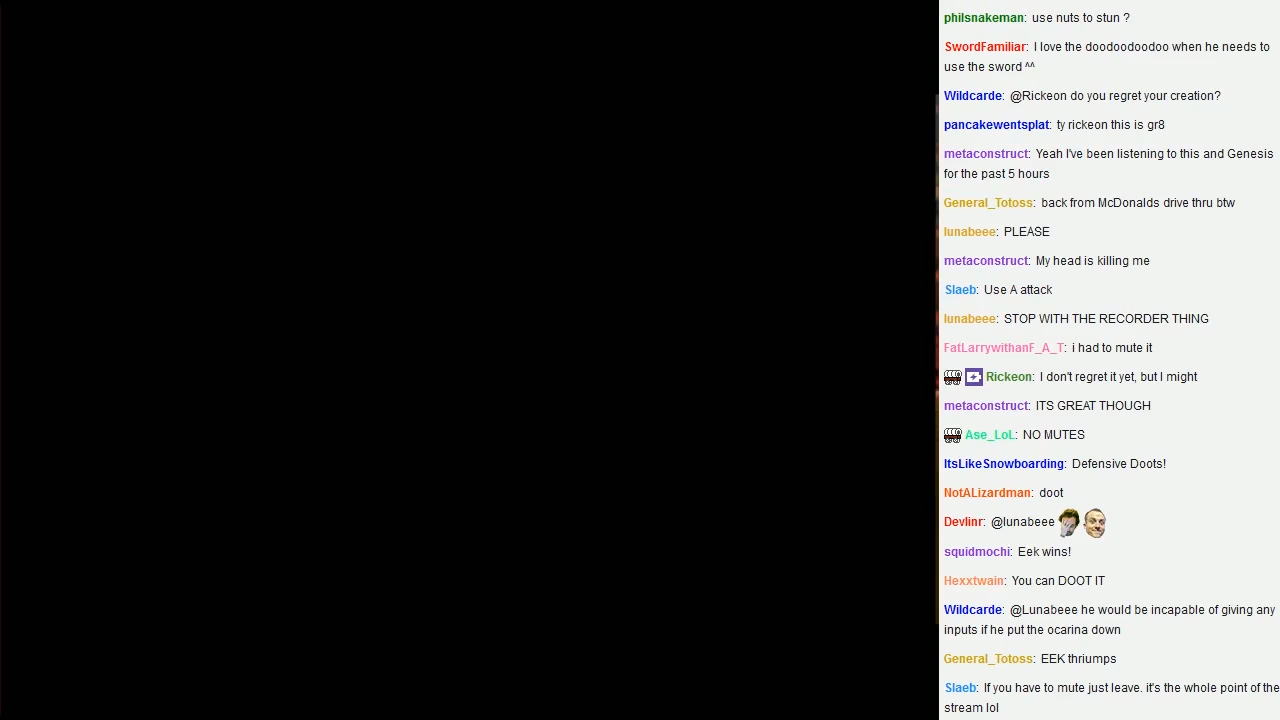 philsnakeman: use nuts to stun ?
SwordFamiliar: I love the doodoodoodoo when he needs to
use the sword ^^
Wildcarde: @Rickeon do you regret your creation?
pancakewentsplat: ty rickeon this is gr8
metaconstruct: Yeah I've been listening to this and Genesis
for the past 5 hours
General_Totoss: back from McDonalds drive thru btw
lunabeee: PLEASE
metaconstruct: My head is killing me
Slaeb: Use A attack
lunabeee: STOP WITH THE RECORDER THING
FatLarrywithanF_A_T: i had to mute it
Rickeon: I don't regret it yet, but I might
metaconstruct: ITS GREAT THOUGH
Ase_LoL: NO MUTES
ItsLikeSnowboarding: Defensive Doots!
NotALizardman: doot
Devlinr: @lunabeee
squidmochi: Eek wins!
Hexxtwain: You can DOOT IT
Wildcarde: @Lunabeee he would be incapable of giving any
inputs if he put the ocarina down
General_Totoss: EEK thriumps
Slaeb: If you have to mute just leave. it's the whole point of the
stream lol